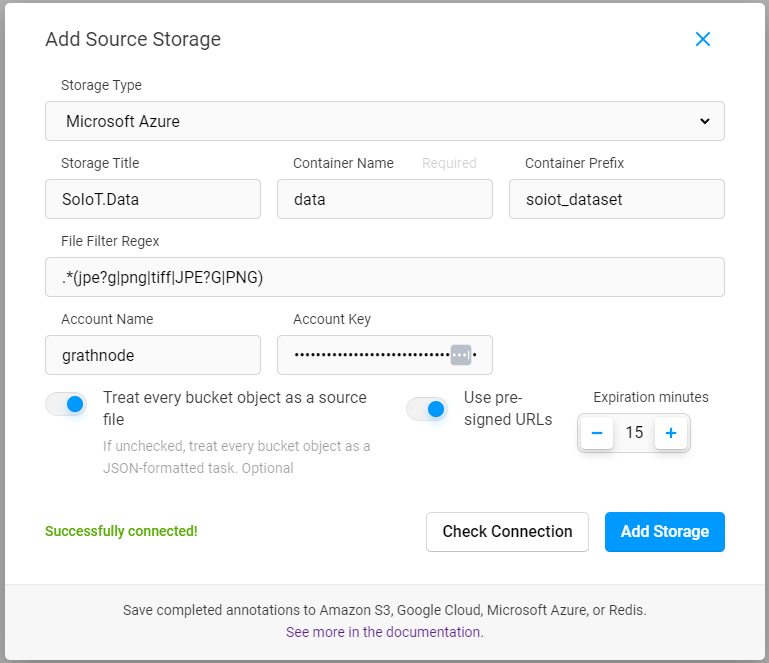 Add Source Storage
Storage Type
Microsoft Azure
Storage Title
Container Name
Required
Container Prefix
SoIoT.Data
data
soiot_dataset
File Filter Regex
.*(jpe?g|png|tiff|JPE?G|PNG)
Account Name
Account Key
grathnode
Treat every bucket object as a source
file
If unchecked, treat every bucket object as a
JSON-formatted task. Optional
Use pre-
signed URLs
Expiration minutes
15
Successfully connected!
Check Connection
Add Storage
Save completed annotations to Amazon S3, Google Cloud, Microsoft Azure, or Redis.
See more in the documentation.